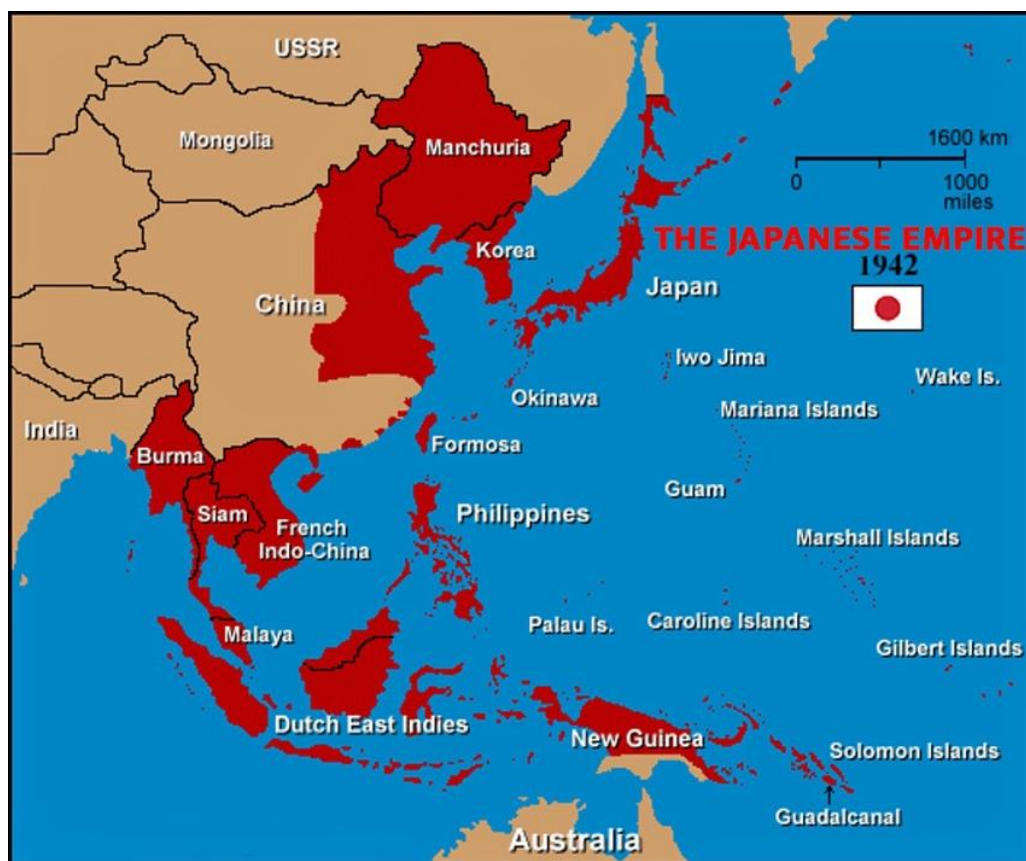 USSR
Mongolia
Manchuria
1600 km
0
1000
miles
THE JAPANESE EMPIRE
1942
Korea
Japan
China
Iwo Jima
Wake Is.
Okinawa
Mariana Islands
India
Burma
Formosa
Guam
Siam
French
Indo-China
Philippines
Marshall Islands
Palau Is.
Caroline Islands
Malaya
Gilbert Islands
Dutch East Indies
New Guinea
Solomon Islands
Guadalcanal
Australia